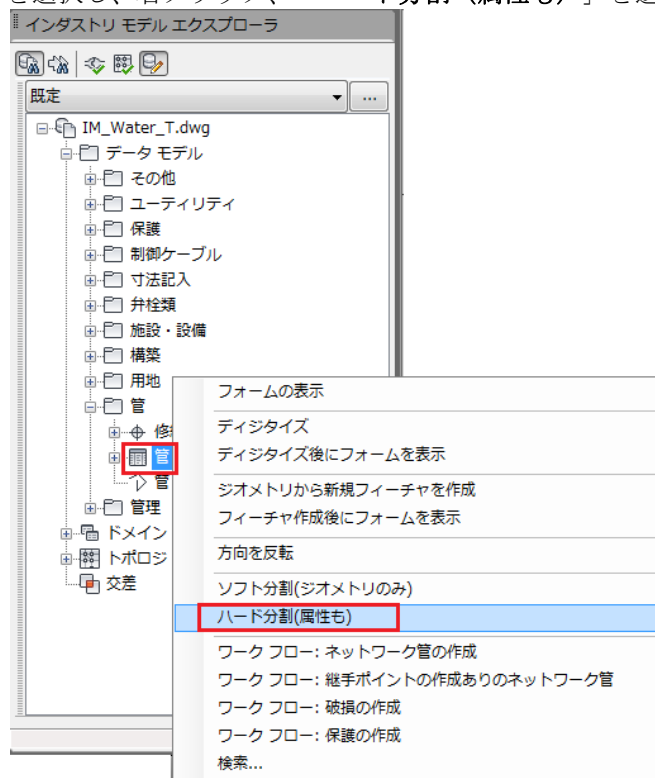 インダストリ モデル エクスプローラ
既定
...
IM_Water_T.dwg
データ モデル
その他
ユーティリティ
保護
制御ケーブル
寸法記入
弁栓類
施設・設備
構築
用地
管
管
管
管理
ドメイン
トポロジ
交差
フォームの表示
ディジタイズ
ディジタイズ後にフォームを表示
ジオメトリから新規フィーチャを作成
フィーチャ作成後にフォームを表示
方向を反転
ソフト分割(ジオメトリのみ)
ハード分割(属性も)
ワーク フロー: ネットワーク管の作成
ワーク フロー: 継手ポイントの作成ありのネットワーク管
ワーク フロー: 破損の作成
ワーク フロー: 保護の作成
検索...